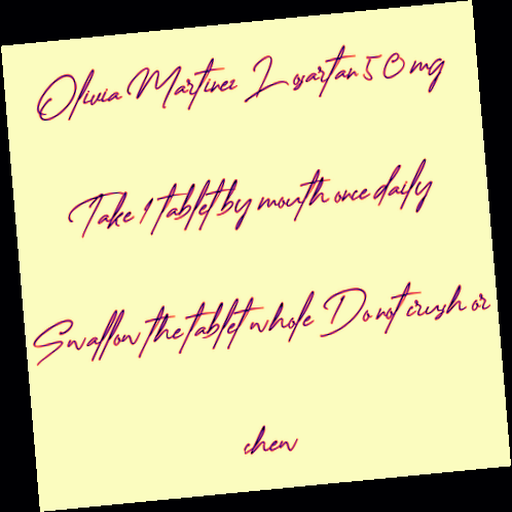 Olivia Martinez Losartan 50 mg
Take 1 tablet by mouth once daily
Swallow the tablet whole Do not crush or
chew